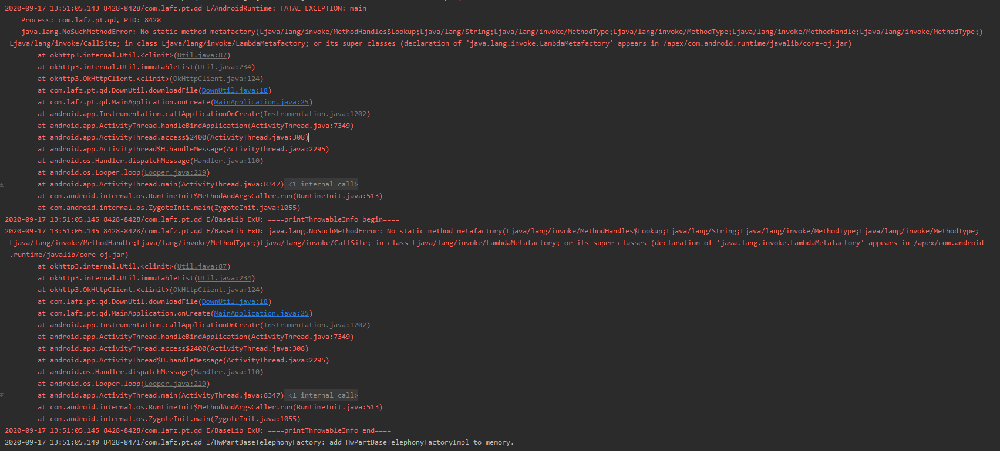 2020-09-17 13:51:05.143 8428-8428/com.lafz.pt.qd E/AndroidRuntime: FATAL EXCEPTION: main
Process: com.lafz.pt.qd, PID: 8428
java.lang.NoSuchMethodError: No static method metafactory(Ljava/lang/invoke/MethodHandles$Lookup;Ljava/lang/String;Ljava/lang/invoke/MethodType;Ljava/lang/invoke/MethodType;Ljava/lang/invoke/MethodHandle;Ljava/lang/invoke/MethodType;)
Ljava/lang/invoke/CallSite; in class Ljava/lang/invoke/LambdaMetafactory; or its super classes (declaration of 'java.lang.invoke.LambdaMetafactory' appears in /apex/com.android.runtime/javalib/core-oj.jar)
at okhttp3.internal.Util.<clinit>(Util.java:87)
at okhttp3.internal.Util.immutableList(Util.java:234)
at okhttp3.OkHttpClient.<clinit>(OkHttpClient.java:124)
at com.lafz.pt.qd.DownUtil.downloadFile(DownUtil.java:18)
at com.lafz.pt.qd.MainApplication.onCreate(MainApplication.java:25)
at android.app.Instrumentation.callApplicationOnCreate(Instrumentation.java:1202)
at android.app.ActivityThread.handleBindApplication(ActivityThread.java:7349)
at android.app.ActivityThread.access$2400(ActivityThread.java:308)
at android.app.ActivityThread$H.handleMessage(ActivityThread.java:2295)
at android.os.Handler.dispatchMessage(Handler.java:110)
at android.os.Looper.loop(Looper.java:219)
at android.app.ActivityThread.main(ActivityThread.java:8347) <1 internal call>
at com.android.internal.os.RuntimeInit$MethodAndArgsCaller.run(RuntimeInit.java:513)
at com.android.internal.os.ZygoteInit.main(ZygoteInit.java:1055)
2020-09-17 13:51:05.145 8428-8428/com.lafz.pt.qd E/BaseLib ExU: ====printThrowableInfo begin====
2020-09-17 13:51:05.145 8428-8428/com.lafz.pt.qd E/BaseLib ExU: java.lang.NoSuchMethodError: No static method metafactory(Ljava/lang/invoke/MethodHandles$Lookup;Ljava/lang/String;Ljava/lang/invoke/MethodType;Ljava/lang/invoke/MethodType;
Ljava/lang/invoke/MethodHandle;Ljava/lang/invoke/MethodType;)Ljava/lang/invoke/CallSite; in class Ljava/lang/invoke/LambdaMetafactory; or its super classes (declaration of 'java.lang.invoke.LambdaMetafactory' appears in /apex/com.android
.runtime/javalib/core-oj.jar)
at okhttp3.internal.Util.<clinit>(Util.java:87)
at okhttp3.internal.Util.immutableList(Util.java:234)
at okhttp3.OkHttpClient.<clinit>(OkHttpClient.java:124)
at com.lafz.pt.qd.DownUtil.downloadFile(DownUtil.java:18)
at com.lafz.pt.qd.MainApplication.onCreate(MainApplication.java:25)
at android.app.Instrumentation.callApplicationOnCreate(Instrumentation.java:1202)
at android.app.ActivityThread.handleBindApplication(ActivityThread.java:7349)
at android.app.ActivityThread.access$2400(ActivityThread.java:308)
at android.app.ActivityThread$H.handleMessage(ActivityThread.java:2295)
at android.os.Handler.dispatchMessage(Handler.java:110)
at android.os.Looper.loop(Looper.java:219)
at android.app.ActivityThread.main(ActivityThread.java:8347) <1 internal call>
at com.android.internal.os.RuntimeInit$MethodAndArgsCaller.run(RuntimeInit.java:513)
at com.android.internal.os.ZygoteInit.main(ZygoteInit.java:1055)
2020-09-17 13:51:05.145 8428-8428/com.lafz.pt.qd E/BaseLib ExU: ====printThrowableInfo end====
2020-09-17 13:51:05.149 8428-8471/com.lafz.pt.qd I/HwPartBaseTelephonyFactory: add HwPartBaseTelephonyFactoryImpl to memory.